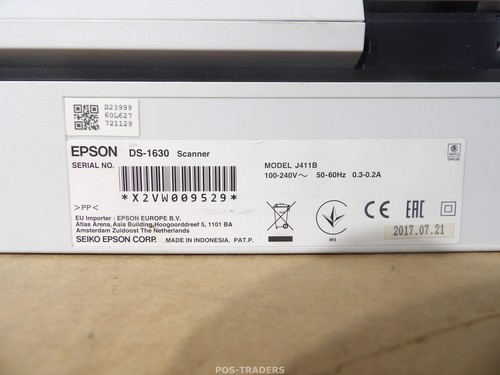 B23999
60L627
721129
EPSON DS-1630 Scanner
SERIAL NO.
*X2VW009529*
MODEL J411B
100-240V~ 50-60Hz 0.3-0.2A
>PP<
EU Importer : EPSON EUROPE B.V.
Atlas Arena, Asia Building, Hoogoorddreef 5, 1101 BA
Amsterdam Zuidoost The Netherlands
SEIKO EPSON CORP. MADE IN INDONESIA. PAT.P.
001
CE EAC
2017.07.21
POS-TRADERS